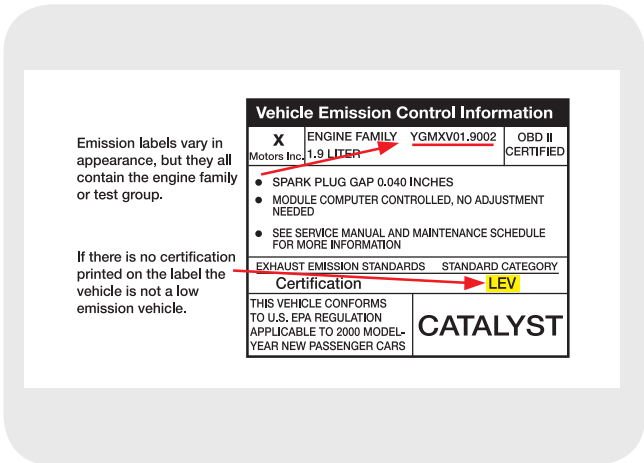 Emission labels vary in
appearance, but they all
contain the engine family
or test group.
If there is no certification
printed on the label the
vehicle is not a low
emission vehicle.
Vehicle Emission Control Information
X
Motors Inc.
ENGINE FAMILY YGMXV01.9002
1.9 LITER
OBD II
CERTIFIED
● SPARK PLUG GAP 0.040 INCHES
● MODULE COMPUTER CONTROLLED, NO ADJUSTMENT
NEEDED
● SEE SERVICE MANUAL AND MAINTENANCE SCHEDULE
FOR MORE INFORMATION
EXHAUST EMISSION STANDARDS STANDARD CATEGORY
Certification LEV
THIS VEHICLE CONFORMS
TO U.S. EPA REGULATION
APPLICABLE TO 2000 MODEL-
YEAR NEW PASSENGER CARS
CATALYST